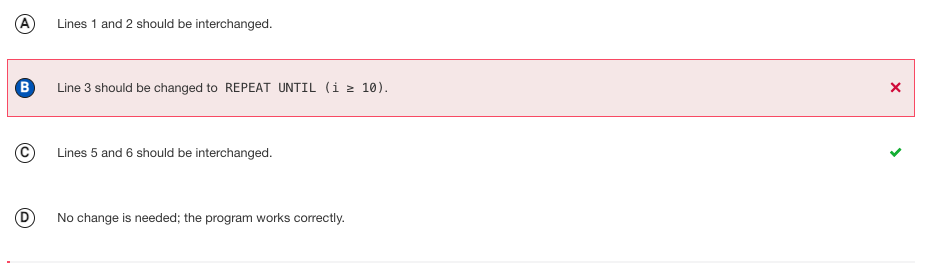 A Lines 1 and 2 should be interchanged.
B Line 3 should be changed to REPEAT UNTIL (i ≥ 10).
C Lines 5 and 6 should be interchanged.
D No change is needed; the program works correctly.